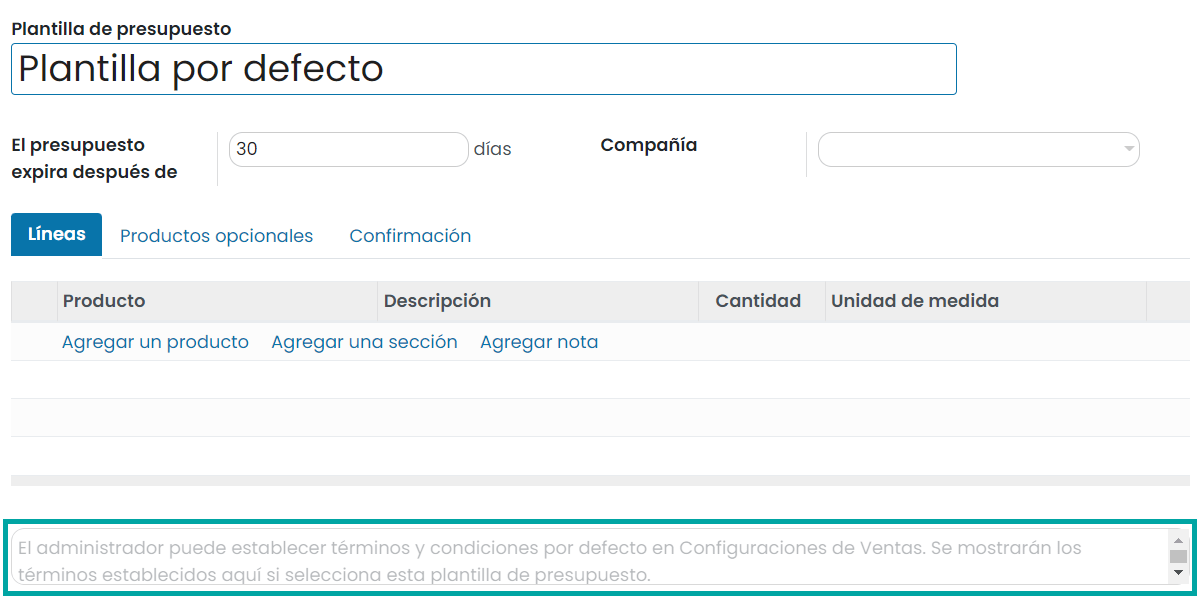 Plantilla de presupuesto
Plantilla por defecto
El presupuesto
expira después de
30 días
Compañía
Líneas Productos opcionales Confirmación
Producto Descripción Cantidad Unidad de medida
Agregar un producto Agregar una sección Agregar nota
El administrador puede establecer términos y condiciones por defecto en Configuraciones de Ventas. Se mostrarán los
términos establecidos aquí si selecciona esta plantilla de presupuesto.